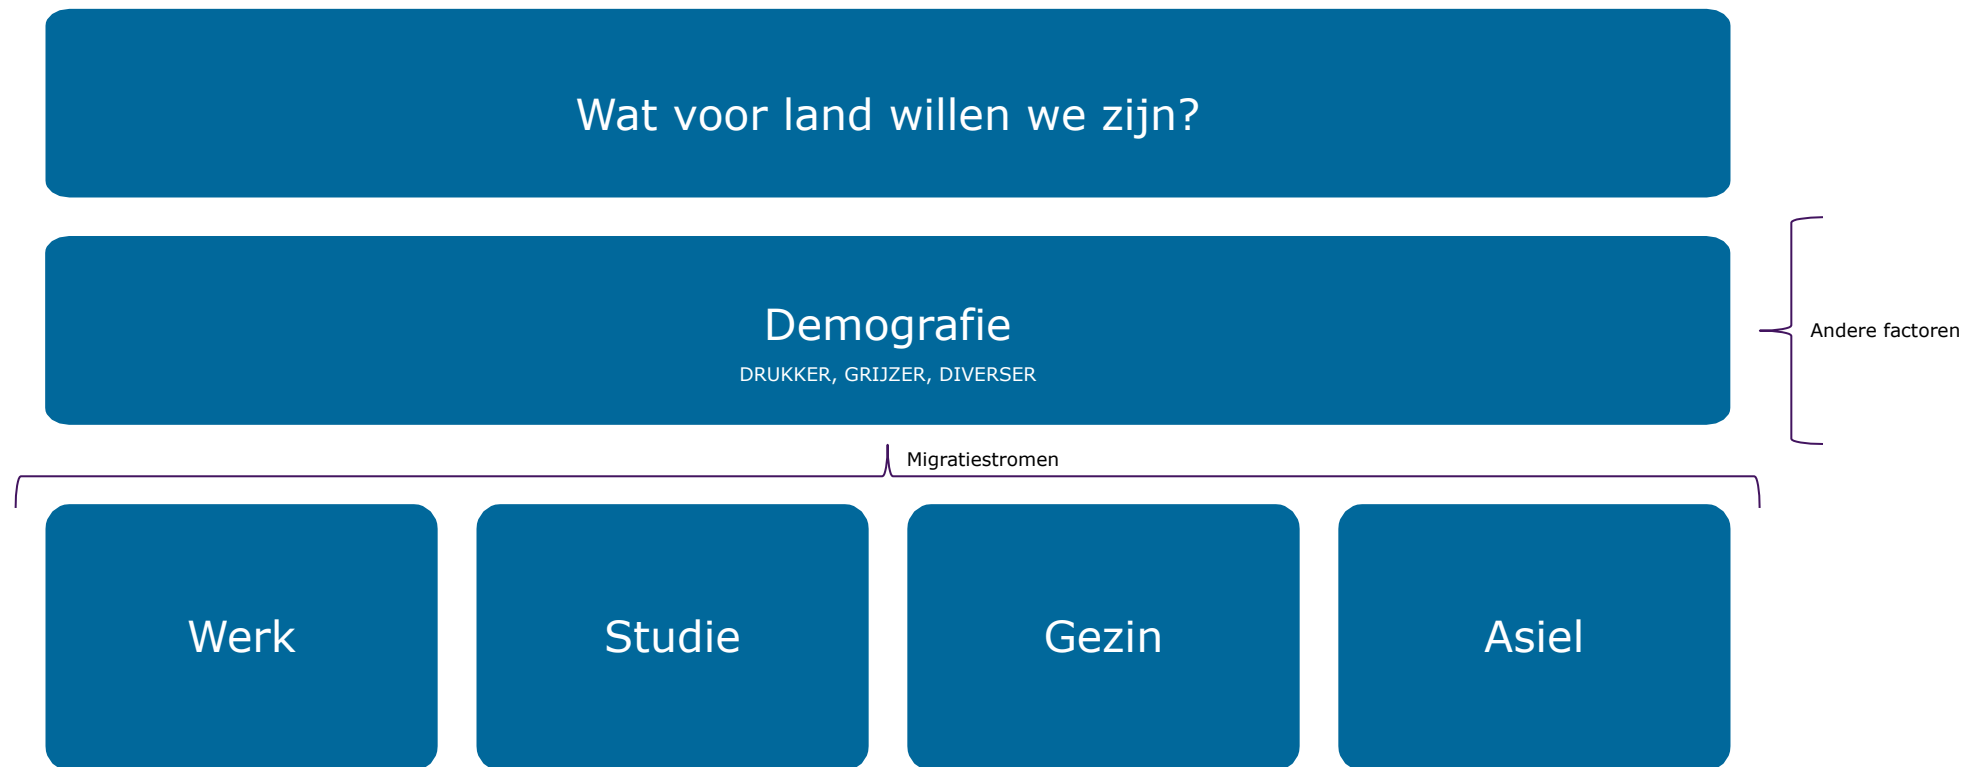 Wat voor land willen we zijn?
Demografie
DRUKKER, GRIJZER, DIVERSER
Andere factoren
Migratiestromen
Werk
Studie
Gezin
Asiel